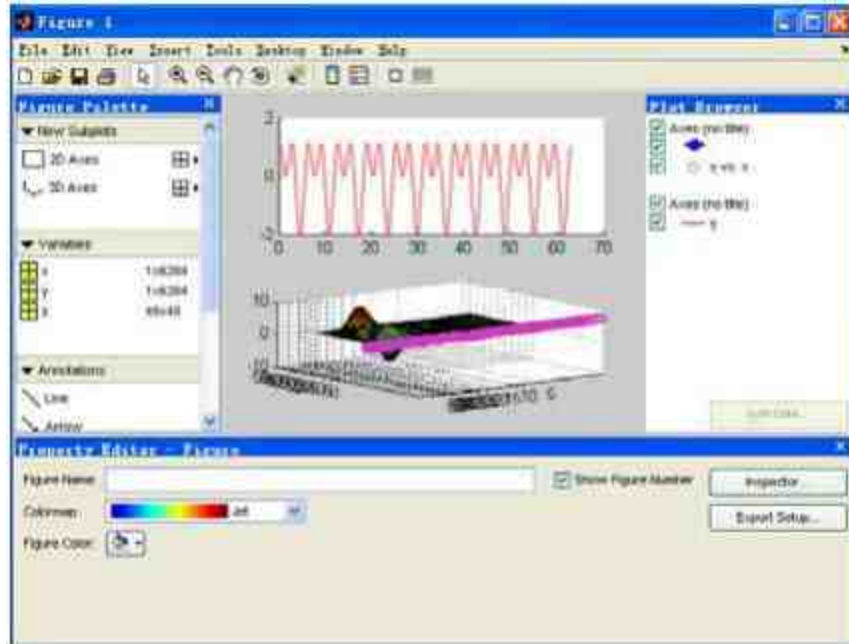 Figure 1
File Edit View Insert Tools Desktop Window Help
Figure Palette
New Subplots
2D Axes
3D Axes
Variables
x 1x6284
y 1x6284
z 49x49
Annotations
Line
Arrow
2
0
-2
0 10 20 30 40 50 60 70
10
0
-10
Plot Browser
Axes (no title)
Axes (no title)
y
Property Editor - Figure
Figure Name:
Show Figure Number
Inspector...
Colormap:
jet
Export Setup...
Figure Color: